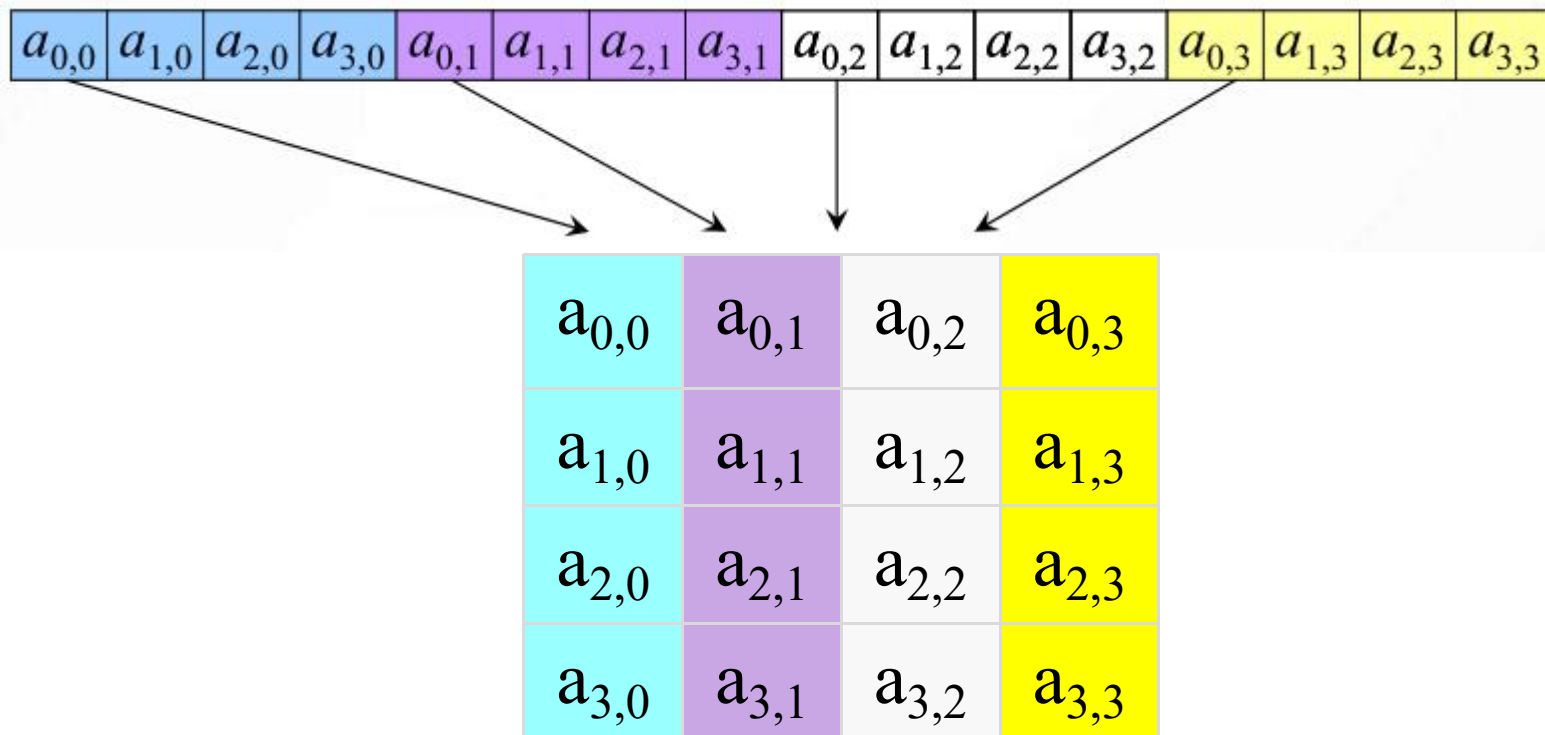 a0,0 a1,0 a2,0 a3,0 a0,1 a1,1 a2,1 a3,1 a0,2 a1,2 a2,2 a3,2 a0,3 a1,3 a2,3 a3,3
a0,0 a0,1 a0,2 a0,3
a1,0 a1,1 a1,2 a1,3
a2,0 a2,1 a2,2 a2,3
a3,0 a3,1 a3,2 a3,3